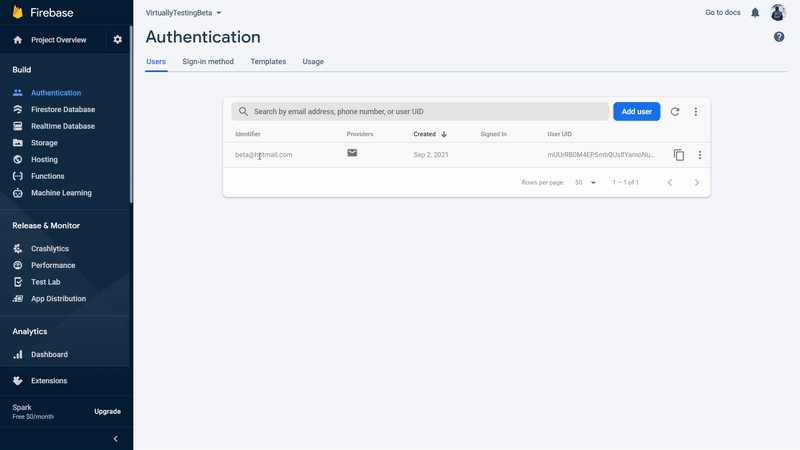 Firebase
Project Overview
Build
Authentication
Firestore Database
Realtime Database
Storage
Hosting
Functions
Machine Learning
Release & Monitor
Crashlytics
Performance
Test Lab
App Distribution
Analytics
Dashboard
Extensions
Spark
Free $0/month
Upgrade
VirtuallyTestingBeta
Go to docs
Authentication
Users Sign-in method Templates Usage
Search by email address, phone number, or user UID
Add user
Identifier Providers Created Signed In User UID
beta@hotmail.com Sep 2, 2021
Rows per page: 50 1 – 1 of 1